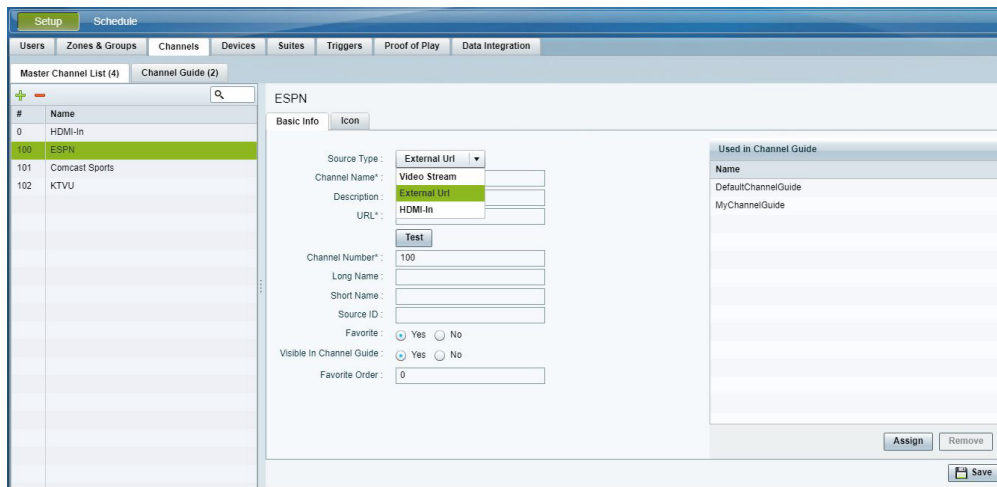 Setup Schedule
Users Zones & Groups Channels Devices Suites Triggers Proof of Play Data Integration
Master Channel List (4) Channel Guide (2)
# Name
0 HDMI-In
100 ESPN
101 Comcast Sports
102 KTVU
ESPN
Basic Info Icon
Source Type : External Url
Video Stream
External Url
HDMI-In
Channel Name* :
Description :
URL* :
Test
Channel Number* : 100
Long Name :
Short Name :
Source ID :
Favorite : Yes No
Visible In Channel Guide : Yes No
Favorite Order : 0
Used in Channel Guide
Name
DefaultChannelGuide
MyChannelGuide
Assign Remove
Save